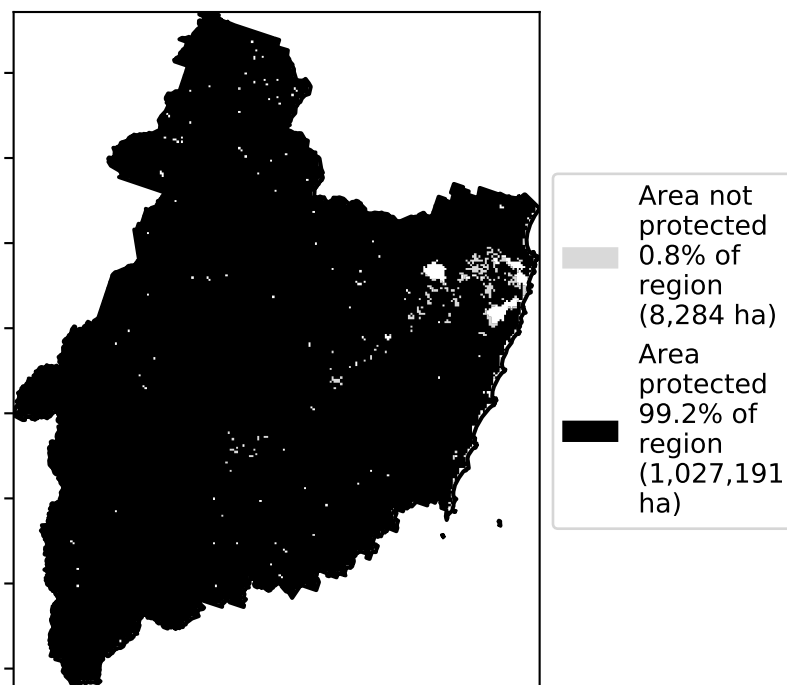 Area not
protected
0.8% of
region
(8,284 ha)
Area
protected
99.2% of
region
(1,027,191
ha)